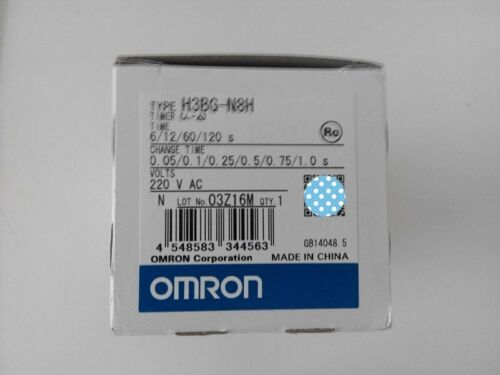 TYPE H3BG-N8H
TIMER
TIME
6/12/60/120 s
CHANGE TIME
0.05/0.1/0.25/0.5/0.75/1.0 s
VOLTS
220 V AC
N LOT No. 03Z16M QTY. 1
4 548583 344563
GB14048.5
OMRON Corporation
MADE IN CHINA
OMRON